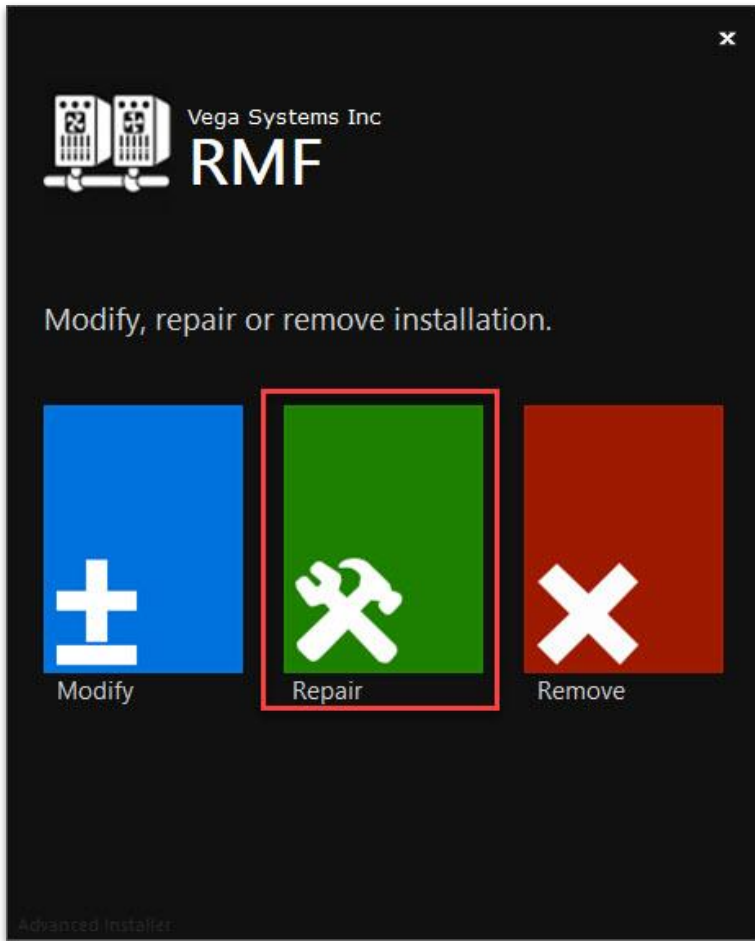 x
Vega Systems Inc
RMF
Modify, repair or remove installation.
Modify
Repair
Remove
Advanced Installer